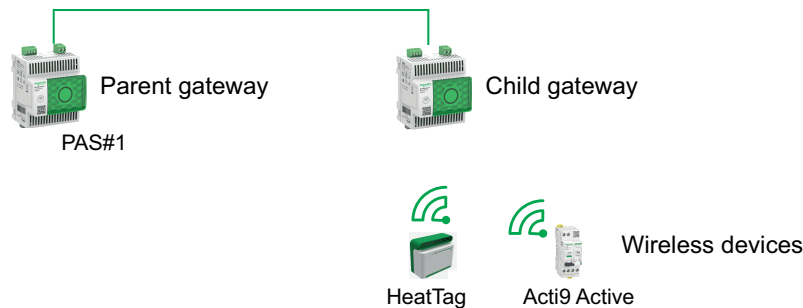 Parent gateway
Child gateway
PAS#1
Wireless devices
HeatTag
Acti9 Active